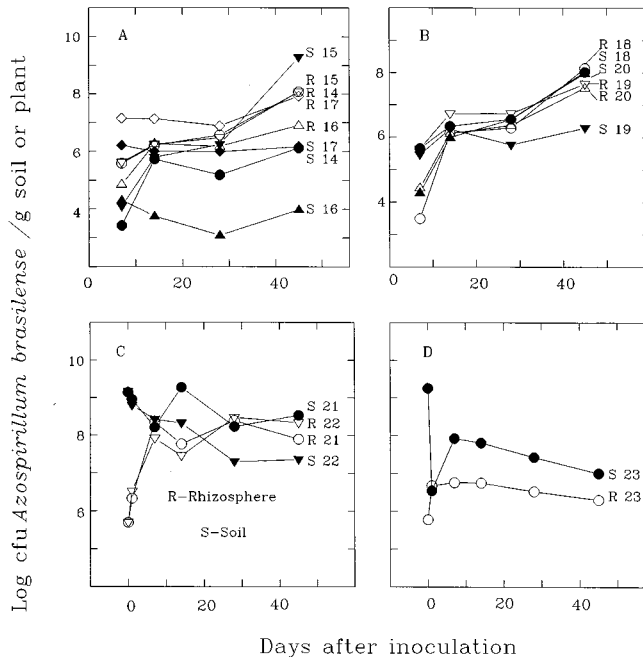 Log cfu Azospirillum brasilense /g soil or plant
A
10
8
6
4
0
20
40
S 15
R 15
R 14
R 17
R 16
S 17
S 14
S 16
B
8
6
4
0
20
40
R 18
S 18
S 20
R 19
R 20
S 19
C
10
8
6
0
20
40
S 21
R 22
R 21
S 22
R-Rhizosphere
S-Soil
D
0
20
40
S 23
R 23
Days after inoculation